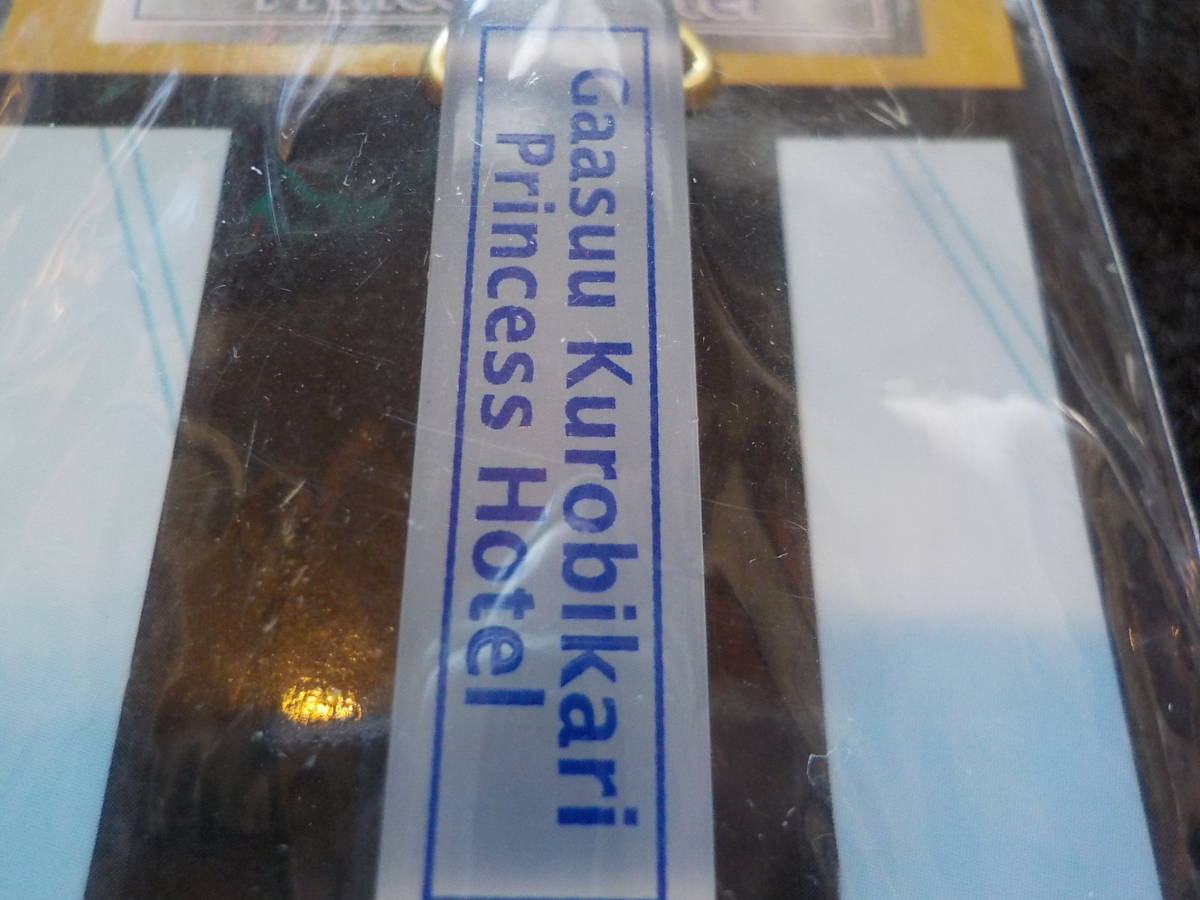 Gaasuu Kurobikari
Princess Hotel